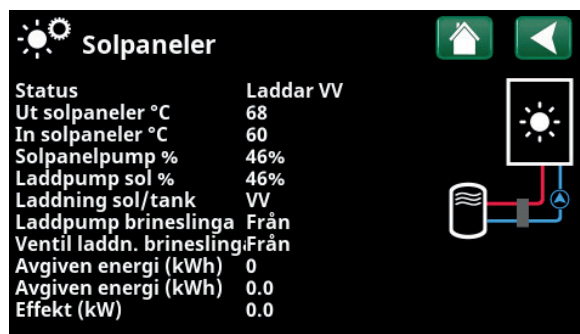 Solpaneler
Status Laddar VV
Ut solpaneler °C 68
In solpaneler °C 60
Solpanelpump % 46%
Laddpump sol % 46%
Laddning sol/tank VV
Laddpump brineslinga Från
Ventil laddn. brineslinga Från
Avgiven energi (kWh) 0
Avgiven energi (kWh) 0.0
Effekt (kW) 0.0